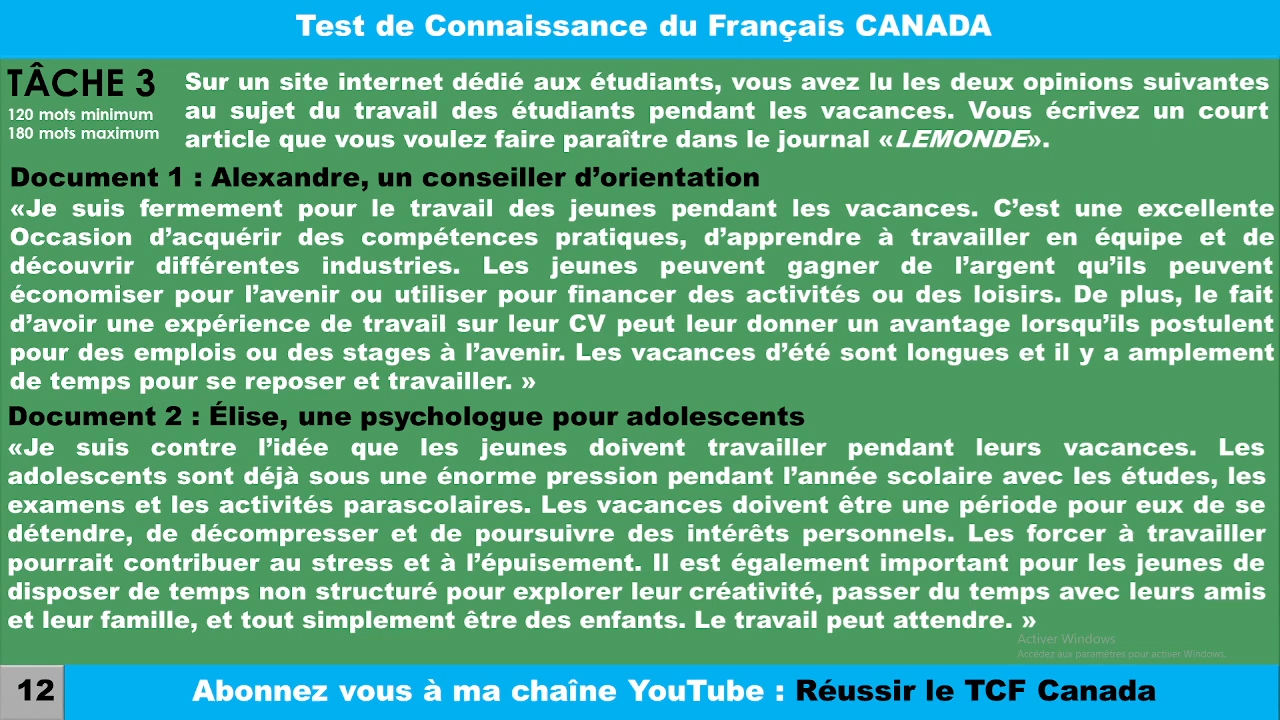 Test de Connaissance du Français CANADA
TÂCHE 3
120 mots minimum
180 mots maximum
Sur un site internet dédié aux étudiants, vous avez lu les deux opinions suivantes
au sujet du travail des étudiants pendant les vacances. Vous écrivez un court
article que vous voulez faire paraître dans le journal «LEMONDE».
Document 1 : Alexandre, un conseiller d’orientation
«Je suis fermement pour le travail des jeunes pendant les vacances. C’est une excellente
Occasion d’acquérir des compétences pratiques, d’apprendre à travailler en équipe et de
découvrir différentes industries. Les jeunes peuvent gagner de l’argent qu’ils peuvent
économiser pour l’avenir ou utiliser pour financer des activités ou des loisirs. De plus, le fait
d’avoir une expérience de travail sur leur CV peut leur donner un avantage lorsqu’ils postulent
pour des emplois ou des stages à l’avenir. Les vacances d’été sont longues et il y a amplement
de temps pour se reposer et travailler. »
Document 2 : Élise, une psychologue pour adolescents
«Je suis contre l’idée que les jeunes doivent travailler pendant leurs vacances. Les
adolescents sont déjà sous une énorme pression pendant l’année scolaire avec les études, les
examens et les activités parascolaires. Les vacances doivent être une période pour eux de se
détendre, de décompresser et de poursuivre des intérêts personnels. Les forcer à travailler
pourrait contribuer au stress et à l’épuisement. Il est également important pour les jeunes de
disposer de temps non structuré pour explorer leur créativité, passer du temps avec leurs amis
et leur famille, et tout simplement être des enfants. Le travail peut attendre. »
Activer Windows
Accédez aux paramètres pour activer Windows.
12
Abonnez vous à ma chaîne YouTube : Réussir le TCF Canada